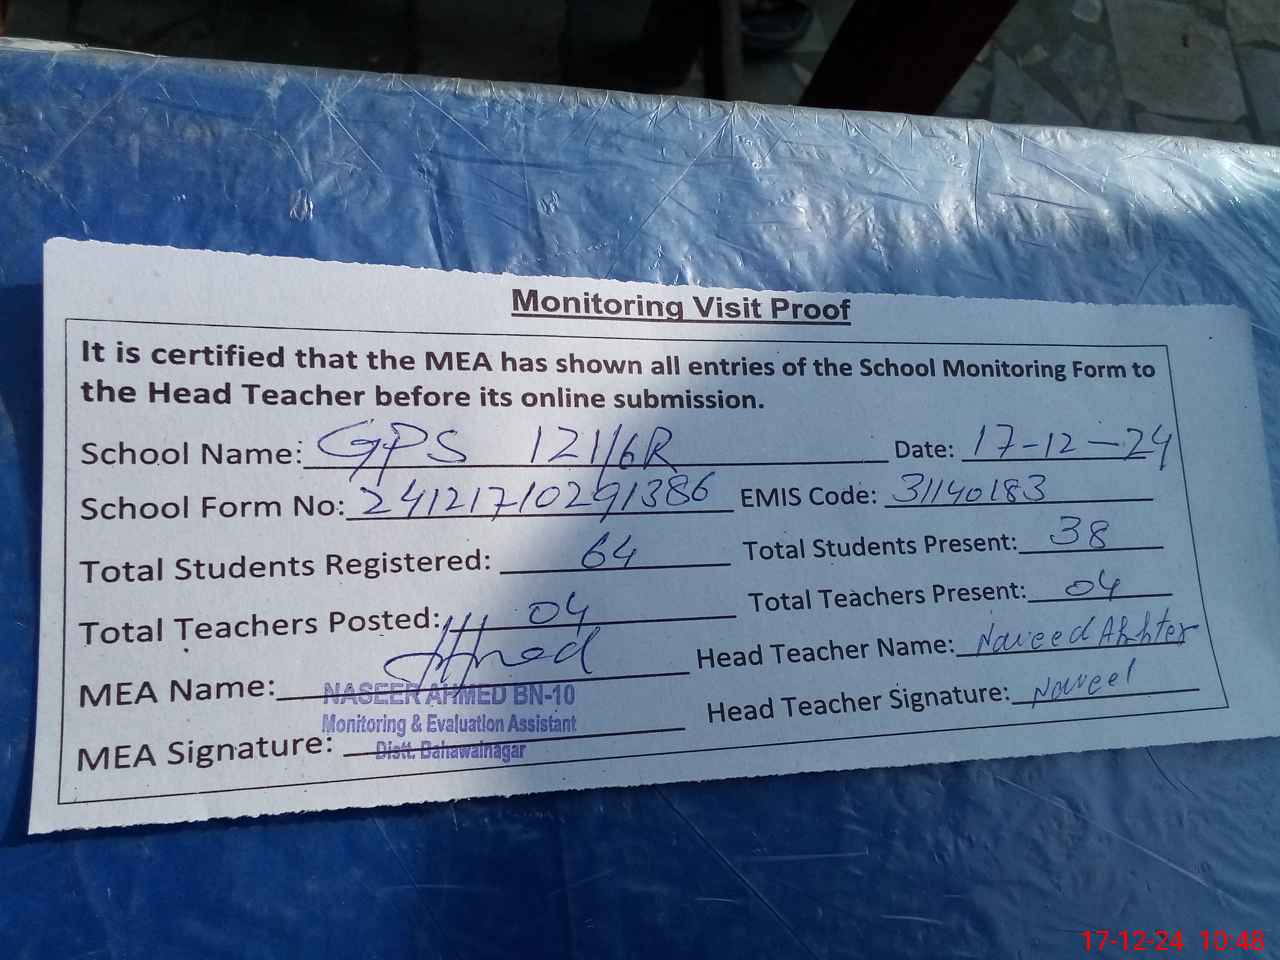 Monitoring Visit Proof
It is certified that the MEA has shown all entries of the School Monitoring Form to
the Head Teacher before its online submission.
School Name: GPS 121/6R Date: 17-12-24
School Form No: 24121710291386 EMIS Code: 31140183
Total Students Registered: 64 Total Students Present: 38
Total Teachers Posted: 04 Total Teachers Present: 04
MEA Name: Head Teacher Name: Naveed Akhter
NASEER AHMED BN-10
Monitoring & Evaluation Assistant
Distt. Bahawalnagar
MEA Signature: Head Teacher Signature: Naveed
17-12-24 10:48